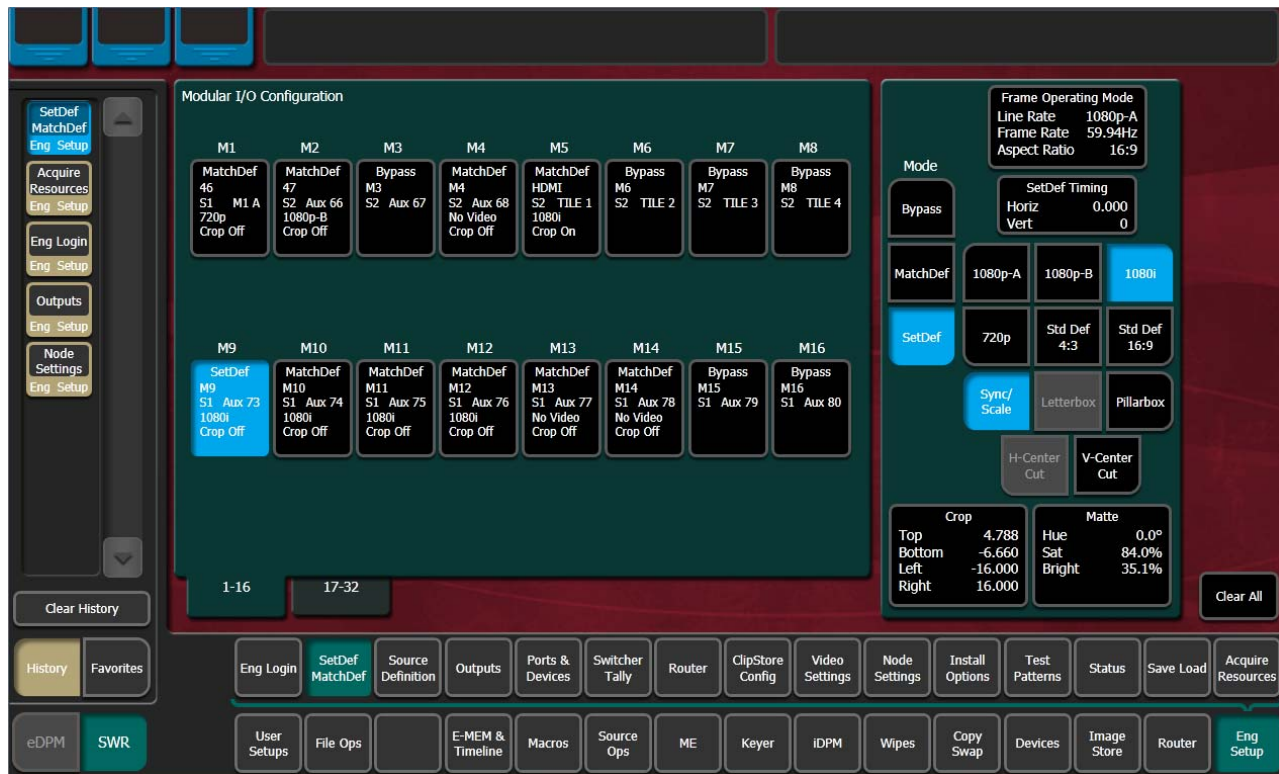 SetDef
MatchDef
Eng Setup
Acquire
Resources
Eng Setup
Eng Login
Eng Setup
Outputs
Eng Setup
Node
Settings
Eng Setup
Clear History
History
Favorites
eDPM
SWR
Modular I/O Configuration
M1
MatchDef
46
S1 M1 A
720p
Crop Off
M2
MatchDef
47
S2 Aux 66
1080p-B
Crop Off
M3
Bypass
M3
S2 Aux 67
M4
MatchDef
M4
S2 Aux 68
No Video
Crop Off
M5
MatchDef
HDMI
S2 TILE 1
1080i
Crop On
M6
Bypass
M6
S2 TILE 2
M7
Bypass
M7
S2 TILE 3
M8
Bypass
M8
S2 TILE 4
M9
SetDef
M9
S1 Aux 73
1080i
Crop Off
M10
MatchDef
M10
S1 Aux 74
1080i
Crop Off
M11
MatchDef
M11
S1 Aux 75
1080i
Crop Off
M12
MatchDef
M12
S1 Aux 76
1080i
Crop Off
M13
MatchDef
M13
S1 Aux 77
No Video
Crop Off
M14
MatchDef
M14
S1 Aux 78
No Video
Crop Off
M15
Bypass
M15
S1 Aux 79
M16
Bypass
M16
S1 Aux 80
1-16
17-32
Frame Operating Mode
Line Rate 1080p-A
Frame Rate 59.94Hz
Aspect Ratio 16:9
SetDef Timing
Horiz 0.000
Vert 0
Mode
Bypass
MatchDef
SetDef
1080p-A
1080p-B
1080i
720p
Std Def
4:3
Std Def
16:9
Sync/
Scale
Letterbox
Pillarbox
H-Center
Cut
V-Center
Cut
Crop
Top 4.788
Bottom -6.660
Left -16.000
Right 16.000
Matte
Hue 0.0º
Sat 84.0%
Bright 35.1%
Clear All
Eng Login
SetDef
MatchDef
Source
Definition
Outputs
Ports &
Devices
Switcher
Tally
Router
ClipStore
Config
Video
Settings
Node
Settings
Install
Options
Test
Patterns
Status
Save Load
Acquire
Resources
User
Setups
File Ops
E-MEM &
Timeline
Macros
Source
Ops
ME
Keyer
iDPM
Wipes
Copy
Swap
Devices
Image
Store
Router
Eng
Setup